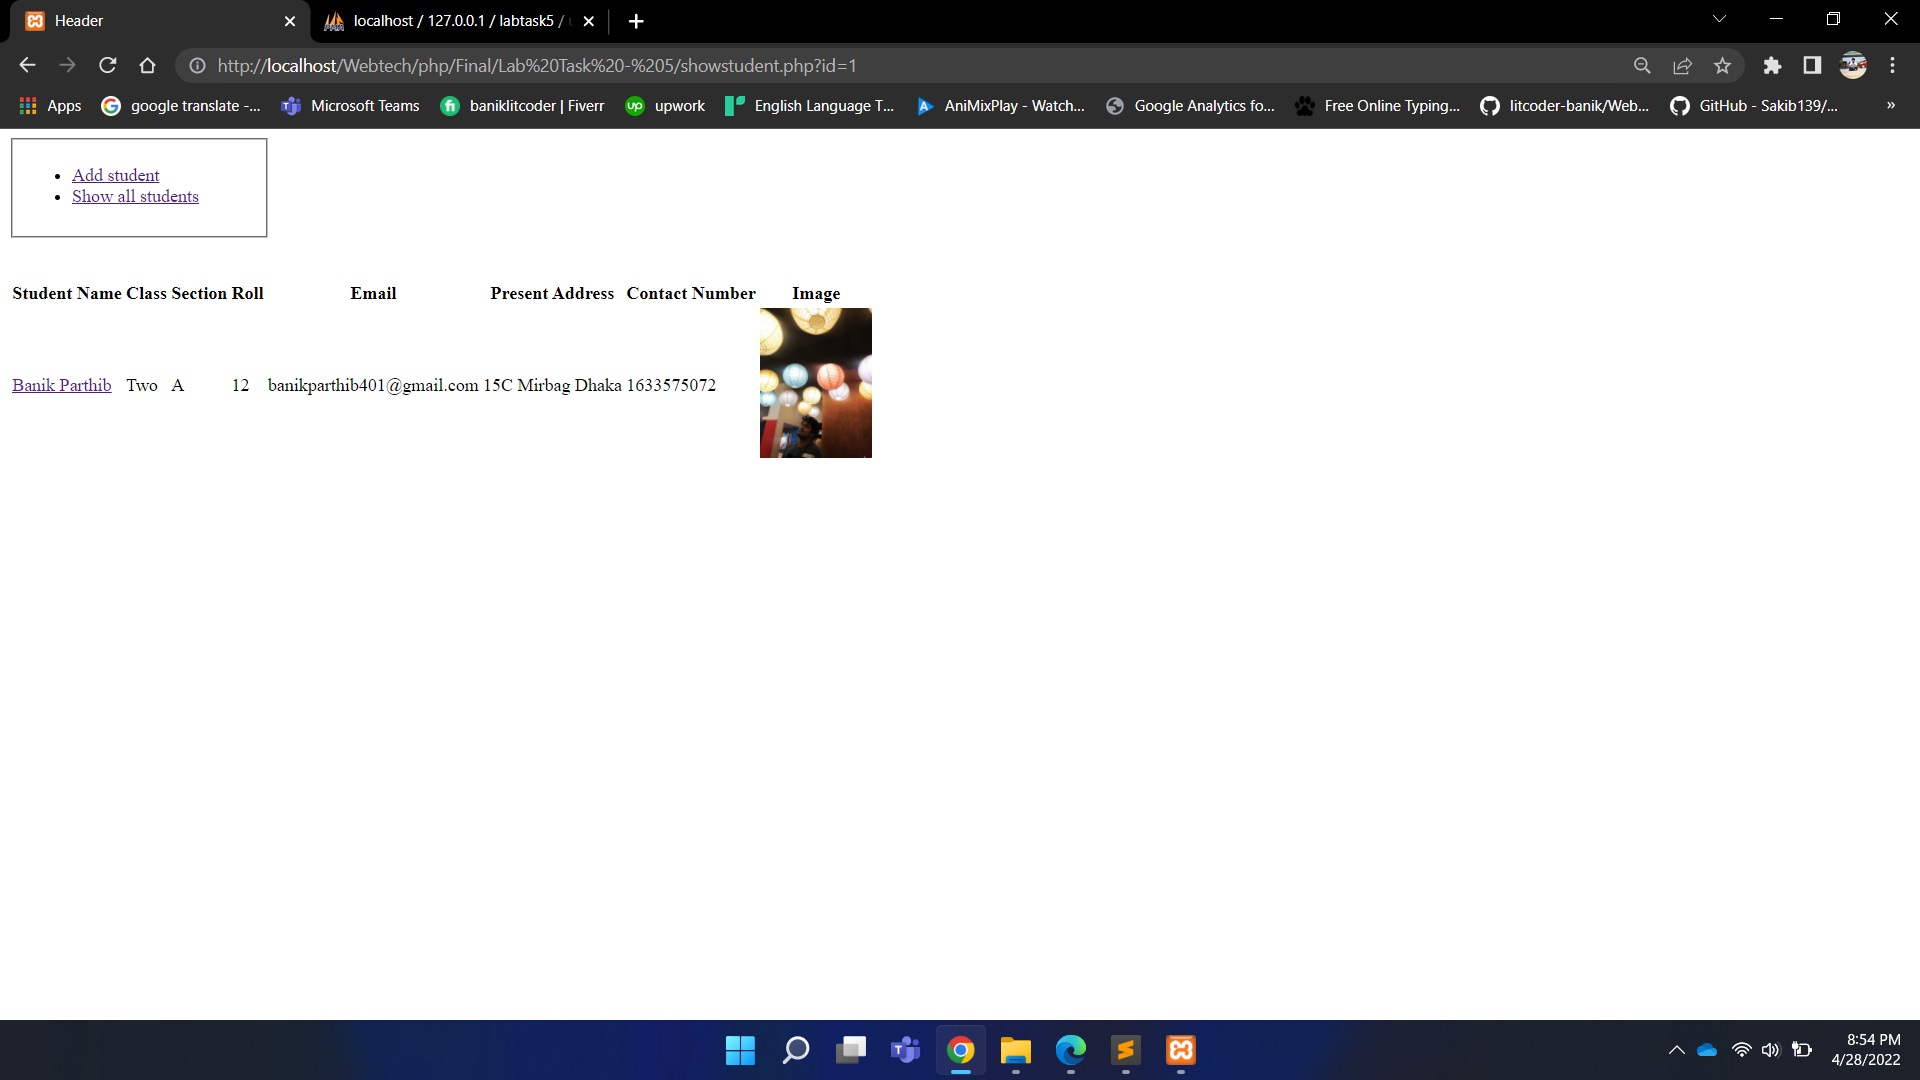 Header
localhost / 127.0.0.1 / labtask5 /
http://localhost/Webtech/php/Final/Lab%20Task%20-%205/showstudent.php?id=1
Apps google translate -... Microsoft Teams baniklitcoder | Fiverr upwork English Language T... AniMixPlay - Watch... Google Analytics fo... Free Online Typing... litcoder-banik/Web... GitHub - Sakib139/... »
Add student
Show all students
Student Name Class Section Roll Email Present Address Contact Number Image
Banik Parthib Two A 12 banikparthib401@gmail.com 15C Mirbag Dhaka 1633575072
8:54 PM
4/28/2022